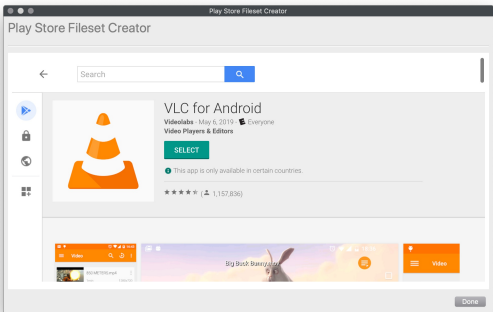 Play Store Fileset Creator
Play Store Fileset Creator
Search
VLC for Android
Videolabs - May 6, 2019 - Everyone
Video Players & Editors
SELECT
This app is only available in certain countries.
(1,157,836)
Video
Big Buck Bunny
Video
Done